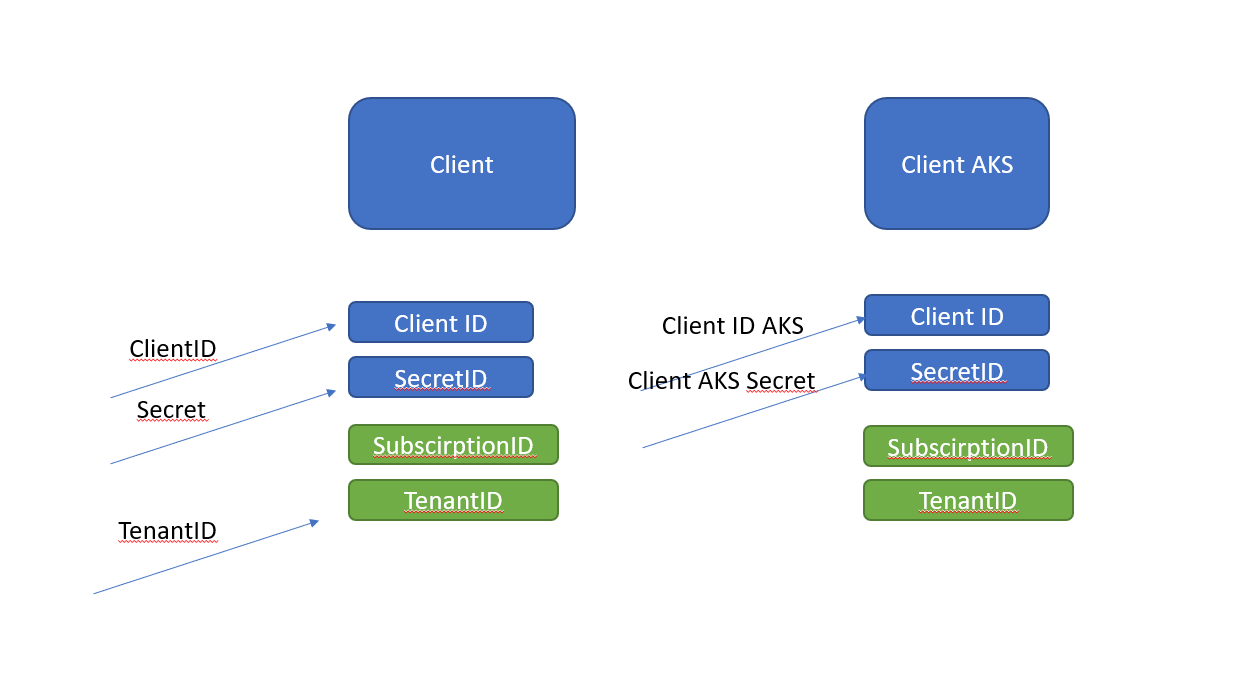 Client
Client AKS
ClientID
Client ID
Secret
SecretID
SubscirptionID
TenantID
TenantID
Client ID AKS
Client ID
Client AKS Secret
SecretID
SubscirptionID
TenantID